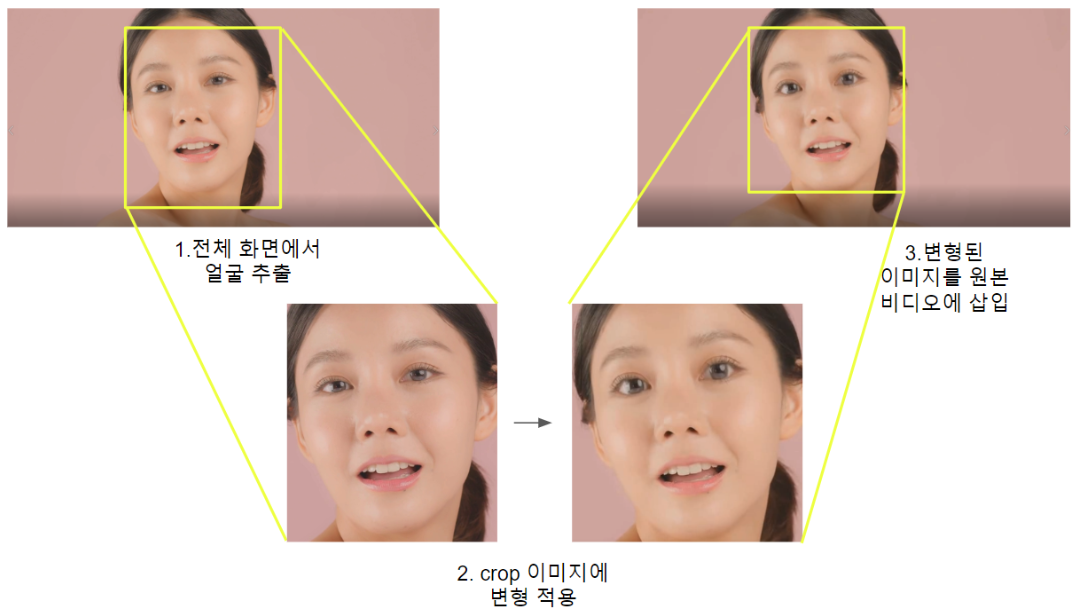 1.전체 화면에서
얼굴 추출
2. crop 이미지에
변형 적용
3.변형된
이미지를 원본
비디오에 삽입